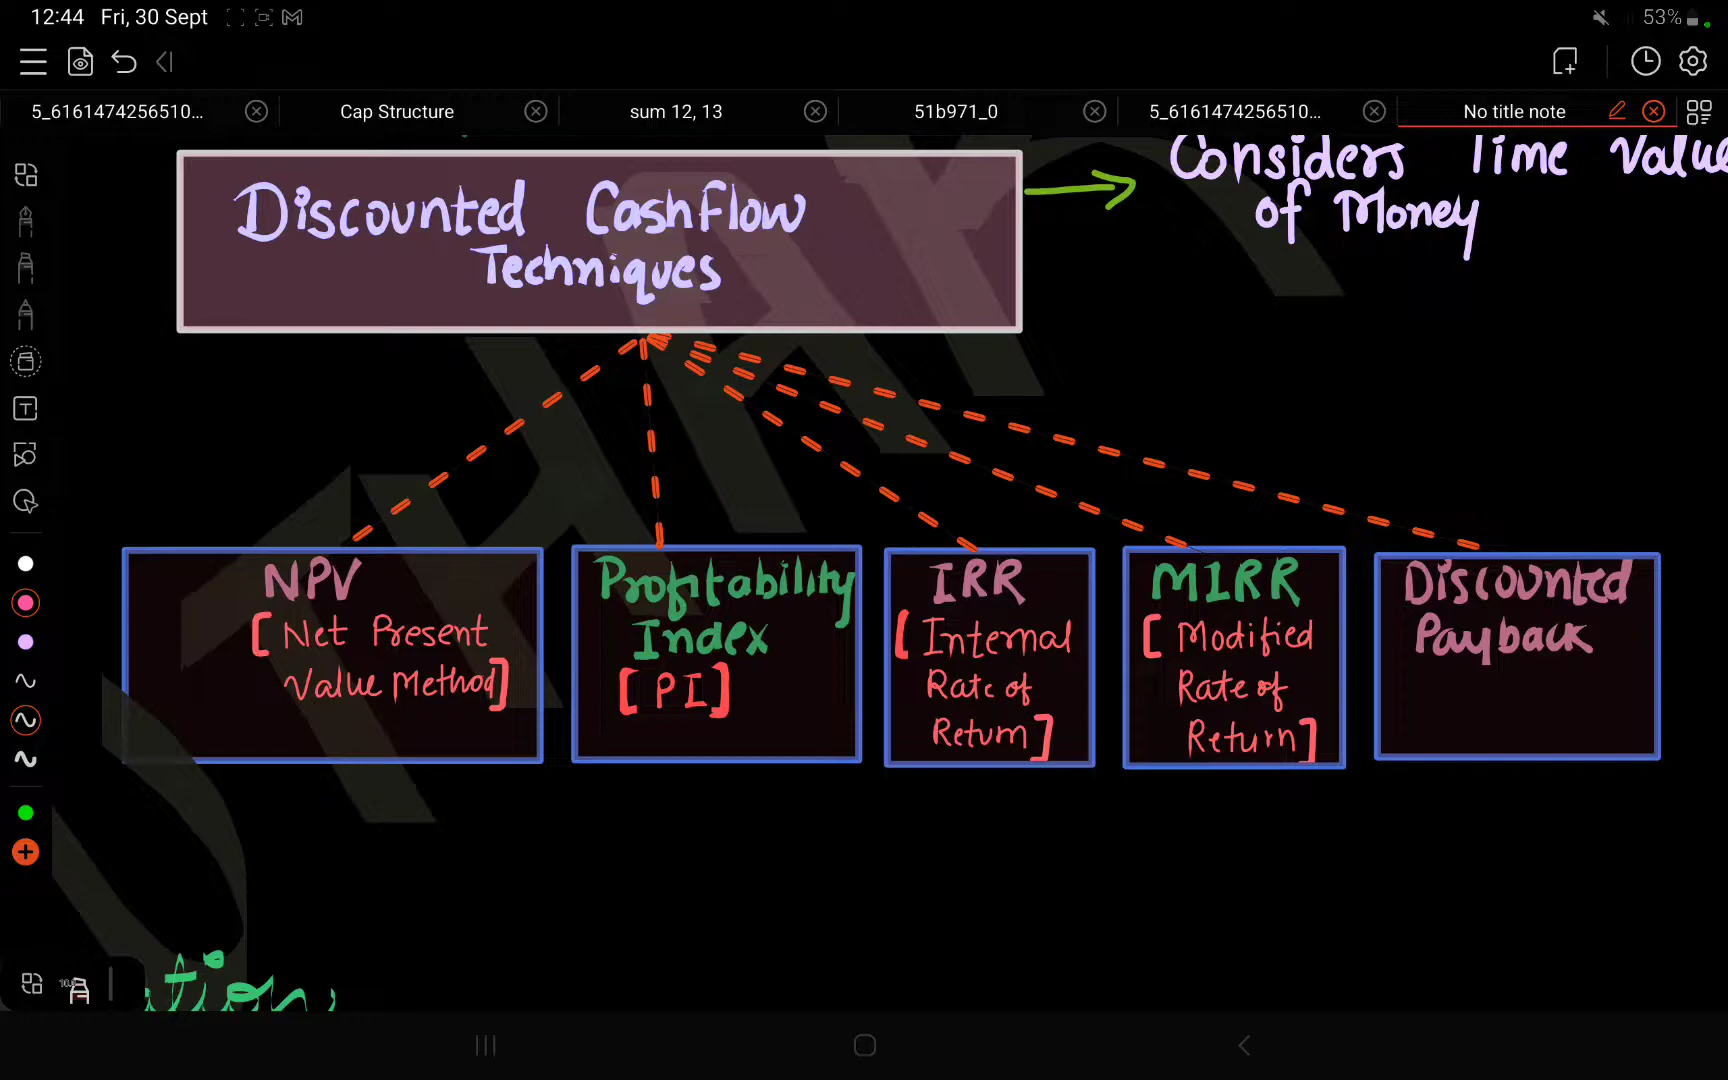 12:44 Fri, 30 Sept
53%
5_6161474256510...
Cap Structure
sum 12, 13
51b971_0
5_6161474256510...
No title note
Considers Time Value
of Money
Discounted Cashflow
Techniques
NPV
[Net Present
Value Method]
Profitability
Index
[PI]
IRR
[Internal
Rate of
Return]
MIRR
[Modified
Rate of
Return]
Discounted
Payback